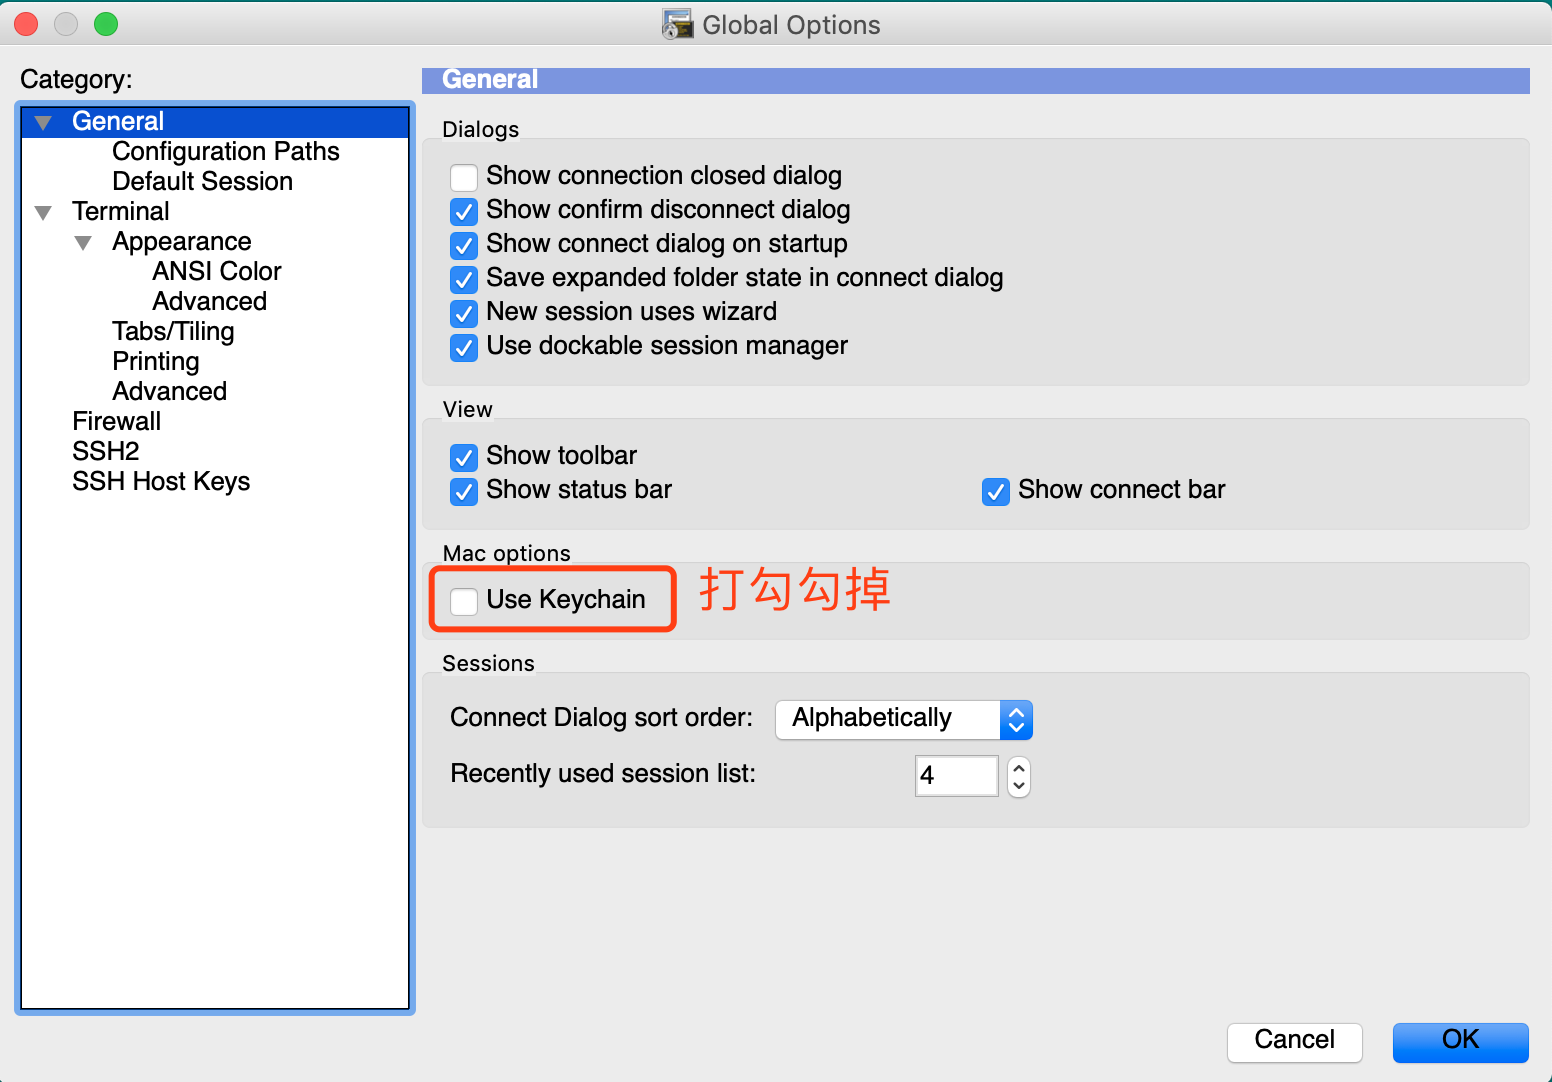 Global Options
Category:
General
Configuration Paths
Default Session
Terminal
Appearance
ANSI Color
Advanced
Tabs/Tiling
Printing
Advanced
Firewall
SSH2
SSH Host Keys
General
Dialogs
Show connection closed dialog
Show confirm disconnect dialog
Show connect dialog on startup
Save expanded folder state in connect dialog
New session uses wizard
Use dockable session manager
View
Show toolbar
Show status bar
Show connect bar
Mac options
Use Keychain
打勾勾掉
Sessions
Connect Dialog sort order: Alphabetically
Recently used session list: 4
Cancel
OK